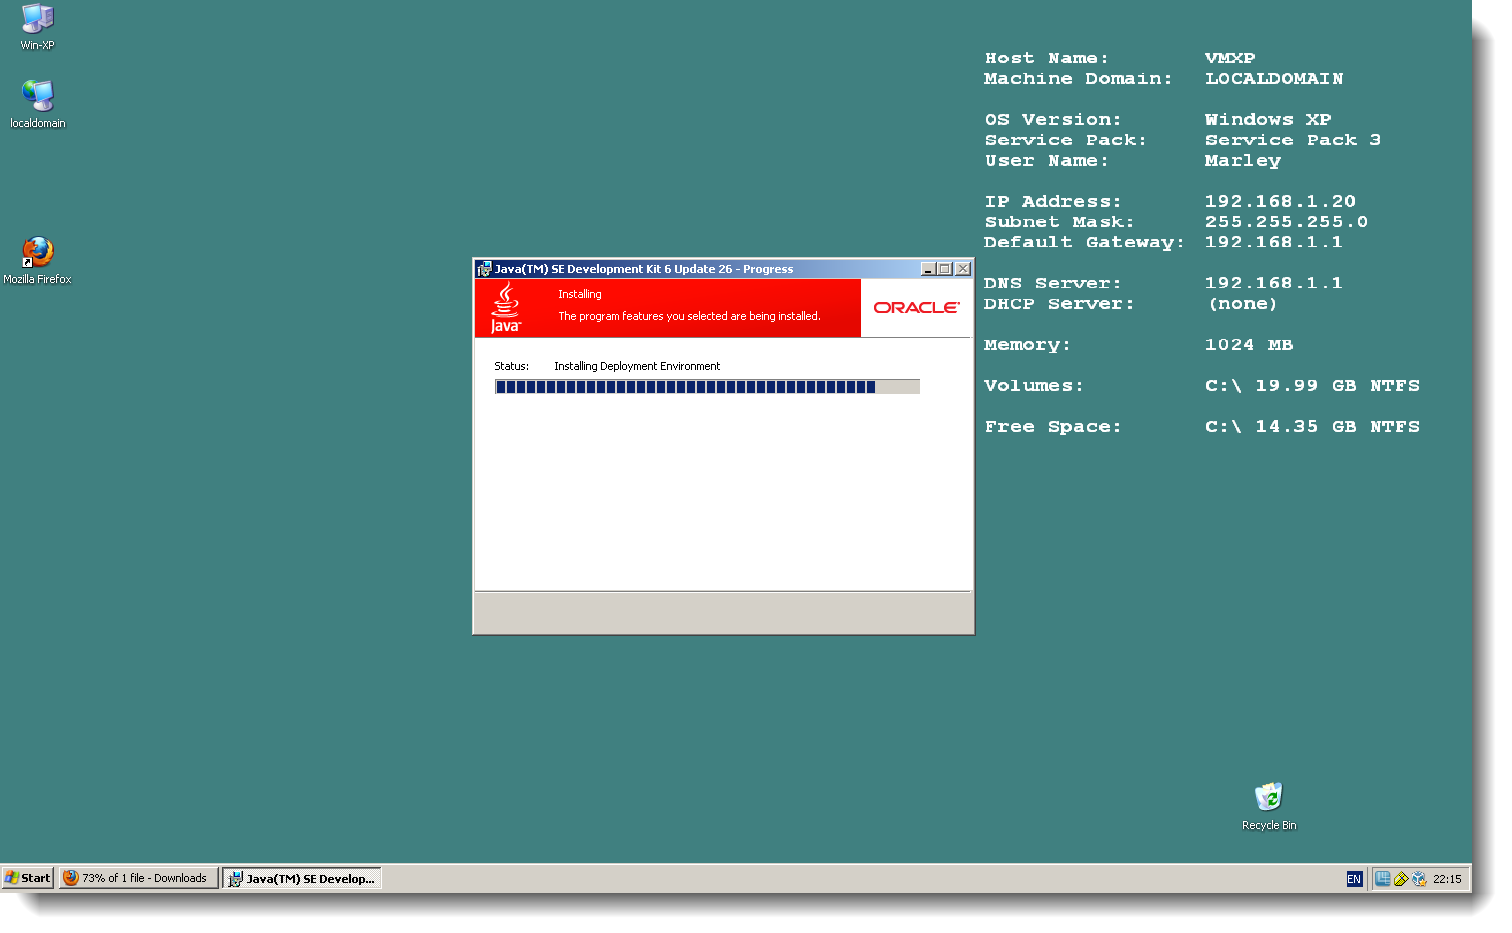 Win-XP
localdomain
Mozilla Firefox
Host Name: VMXP
Machine Domain: LOCALDOMAIN
OS Version: Windows XP
Service Pack: Service Pack 3
User Name: Marley
IP Address: 192.168.1.20
Subnet Mask: 255.255.255.0
Default Gateway: 192.168.1.1
DNS Server: 192.168.1.1
DHCP Server: (none)
Memory: 1024 MB
Volumes: C:\ 19.99 GB NTFS
Free Space: C:\ 14.35 GB NTFS
Java(TM) SE Development Kit 6 Update 26 - Progress
Java
Installing
The program features you selected are being installed.
ORACLE
Status: Installing Deployment Environment
Recycle Bin
Start
73% of 1 file - Downloads
Java(TM) SE Develop...
EN
22:15